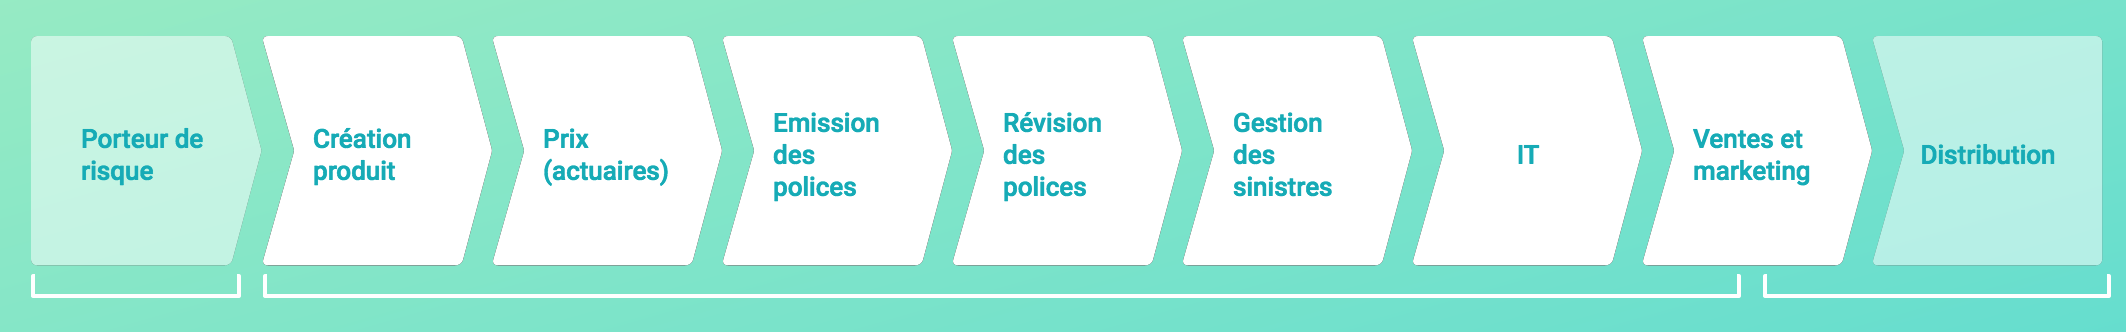 Porteur de
risque
Création
produit
Prix
(actuaires)
Emission
des
polices
Révision
des
polices
Gestion
des
sinistres
IT
Ventes et
marketing
Distribution